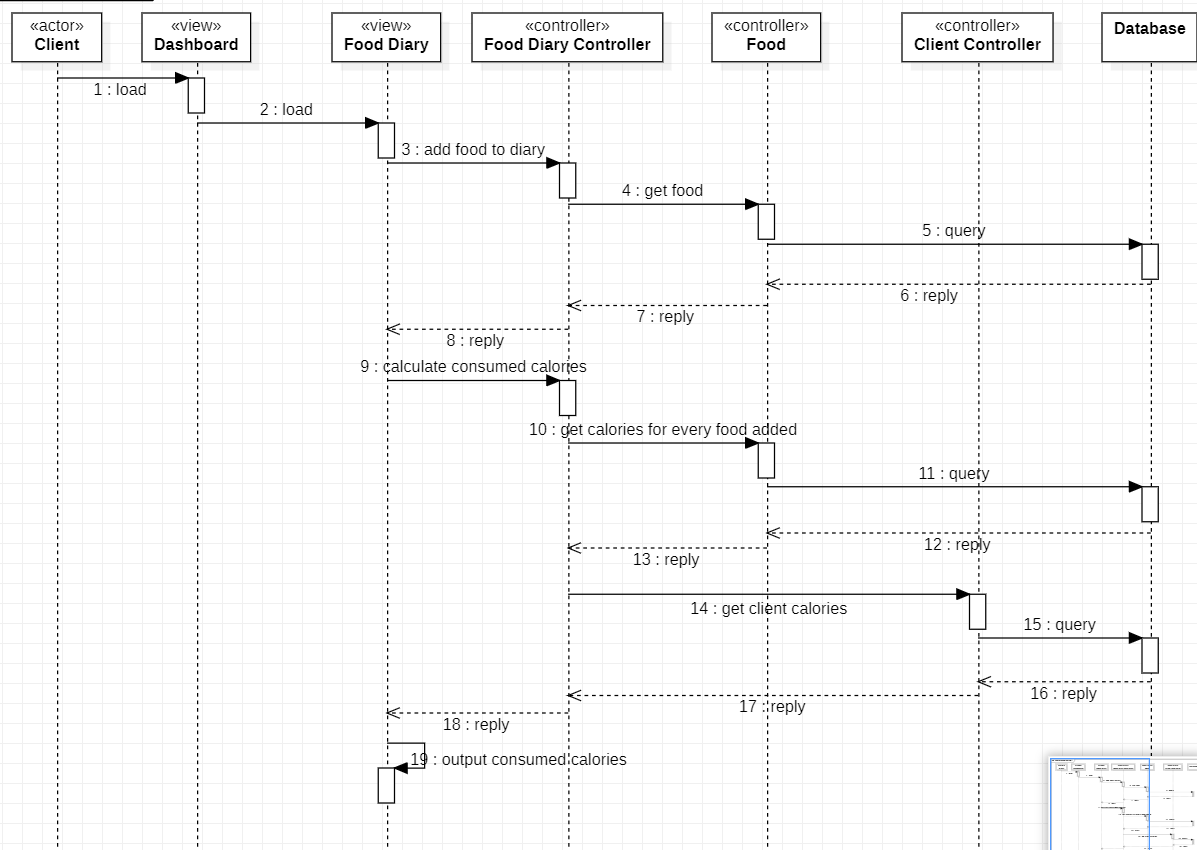 «actor»
Client
«view»
Dashboard
«view»
Food Diary
«controller»
Food Diary Controller
«controller»
Food
«controller»
Client Controller
Database
1 : load
2 : load
3 : add food to diary
4 : get food
5 : query
6 : reply
7 : reply
8 : reply
9 : calculate consumed calories
10 : get calories for every food added
11 : query
12 : reply
13 : reply
14 : get client calories
15 : query
16 : reply
17 : reply
18 : reply
19 : output consumed calories